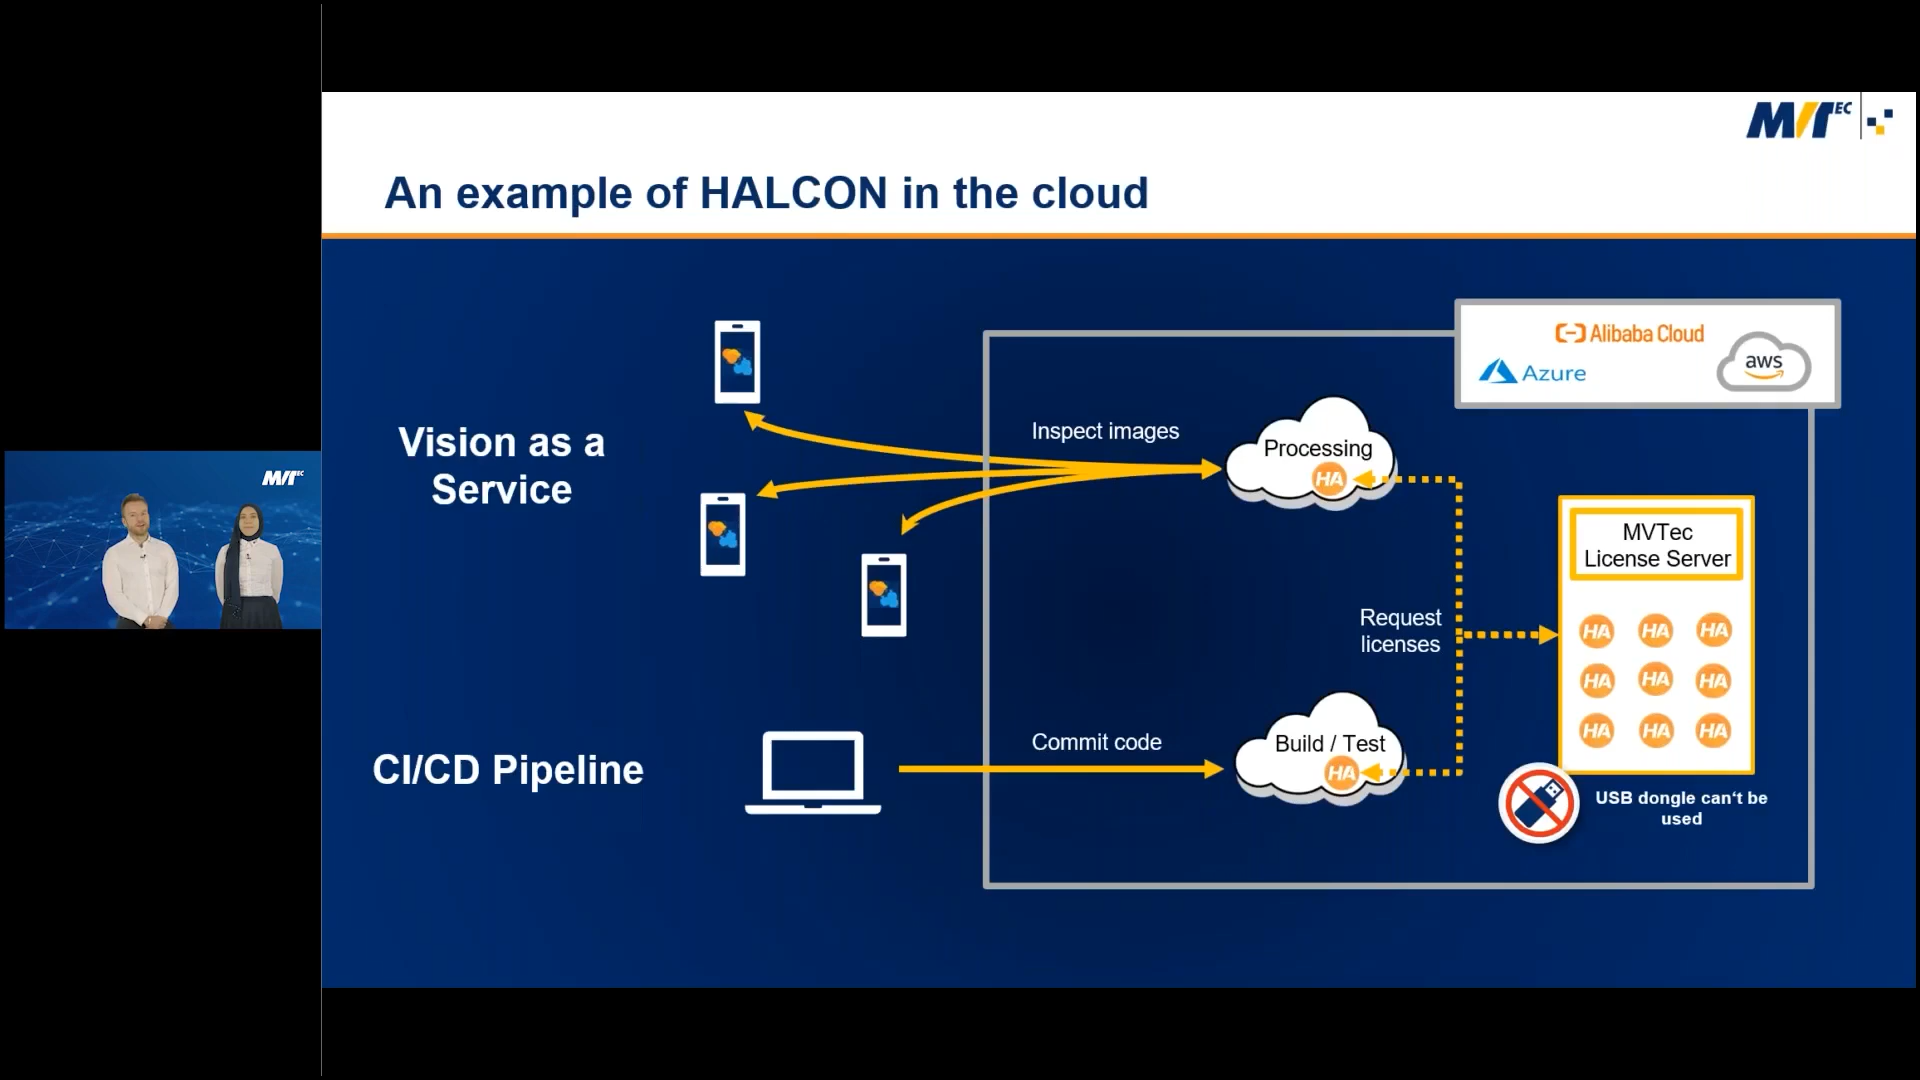 MVTEC
An example of HALCON in the cloud
Alibaba Cloud
Azure
aws
Vision as a
Service
Inspect images
Processing
HA
MVTec
License Server
HA HA HA
HA HA HA
HA HA HA
Request
licenses
CI/CD Pipeline
Commit code
Build / Test
HA
USB dongle can't be
used
MVTEC